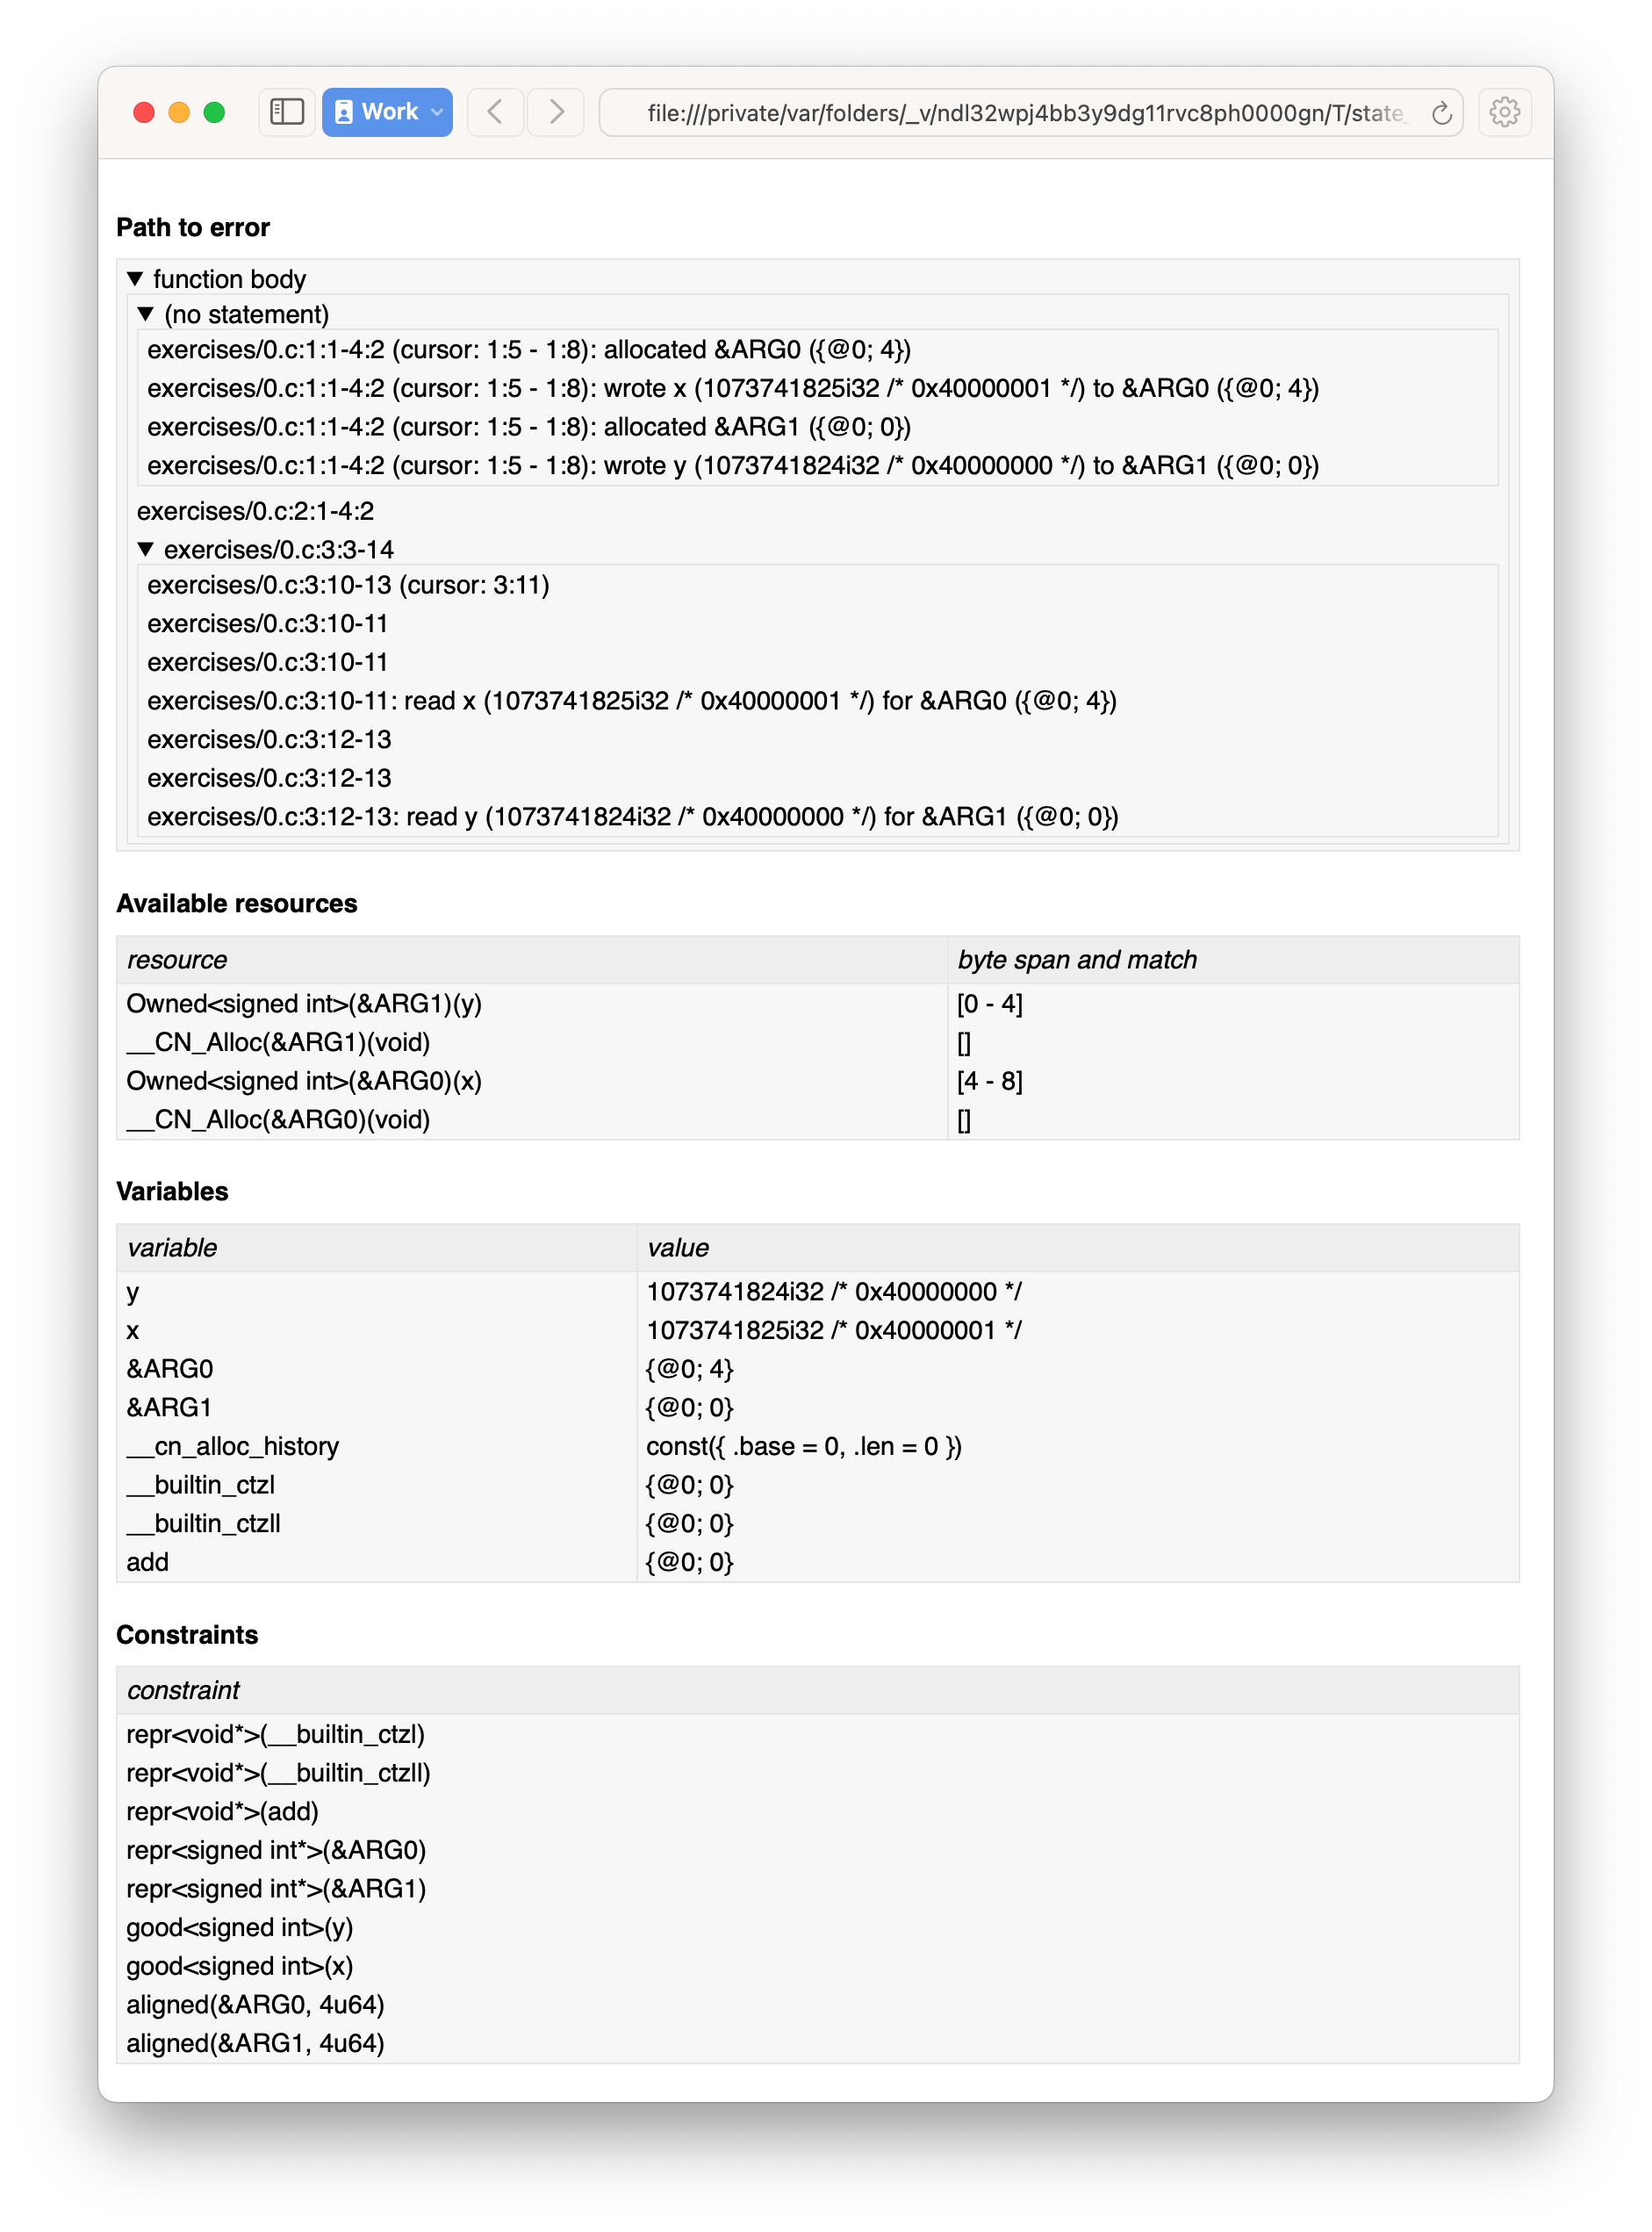 Work
file:///private/var/folders/_v/ndl32wpj4bb3y9dg11rvc8ph0000gn/T/state_
Path to error
▼ function body
▼ (no statement)
exercises/0.c:1:1-4:2 (cursor: 1:5 - 1:8): allocated &ARG0 ({@0; 4})
exercises/0.c:1:1-4:2 (cursor: 1:5 - 1:8): wrote x (1073741825i32 /* 0x40000001 */) to &ARG0 ({@0; 4})
exercises/0.c:1:1-4:2 (cursor: 1:5 - 1:8): allocated &ARG1 ({@0; 0})
exercises/0.c:1:1-4:2 (cursor: 1:5 - 1:8): wrote y (1073741824i32 /* 0x40000000 */) to &ARG1 ({@0; 0})
exercises/0.c:2:1-4:2
▼ exercises/0.c:3:3-14
exercises/0.c:3:10-13 (cursor: 3:11)
exercises/0.c:3:10-11
exercises/0.c:3:10-11
exercises/0.c:3:10-11: read x (1073741825i32 /* 0x40000001 */) for &ARG0 ({@0; 4})
exercises/0.c:3:12-13
exercises/0.c:3:12-13
exercises/0.c:3:12-13: read y (1073741824i32 /* 0x40000000 */) for &ARG1 ({@0; 0})
Available resources
resource byte span and match
Owned<signed int>(&ARG1)(y) [0 - 4]
__CN_Alloc(&ARG1)(void) []
Owned<signed int>(&ARG0)(x) [4 - 8]
__CN_Alloc(&ARG0)(void) []
Variables
variable value
y 1073741824i32 /* 0x40000000 */
x 1073741825i32 /* 0x40000001 */
&ARG0 {@0; 4}
&ARG1 {@0; 0}
__cn_alloc_history const({ .base = 0, .len = 0 })
__builtin_ctzl {@0; 0}
__builtin_ctzll {@0; 0}
add {@0; 0}
Constraints
constraint
repr<void*>(__builtin_ctzl)
repr<void*>(__builtin_ctzll)
repr<void*>(add)
repr<signed int*>(&ARG0)
repr<signed int*>(&ARG1)
good<signed int>(y)
good<signed int>(x)
aligned(&ARG0, 4u64)
aligned(&ARG1, 4u64)